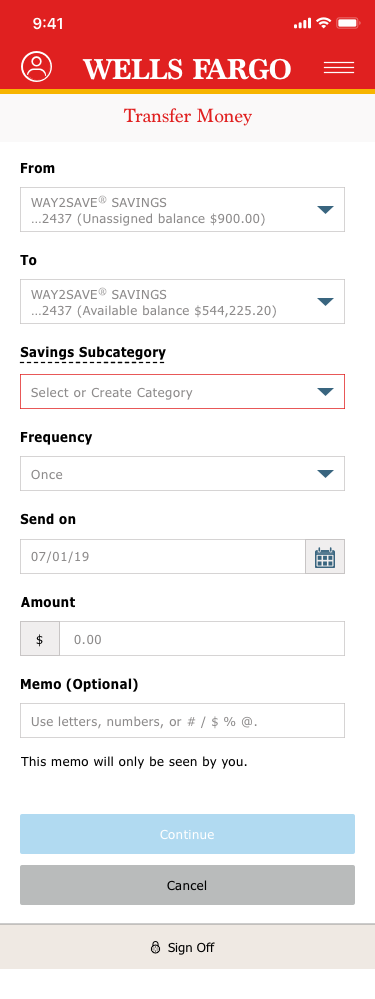 9:41
WELLS FARGO
Transfer Money
From
WAY2SAVE® SAVINGS
...2437 (Unassigned balance $900.00)
To
WAY2SAVE® SAVINGS
...2437 (Available balance $544,225.20)
Savings Subcategory
Select or Create Category
Frequency
Once
Send on
07/01/19
Amount
$ 0.00
Memo (Optional)
Use letters, numbers, or # / $ % @.
This memo will only be seen by you.
Continue
Cancel
Sign Off